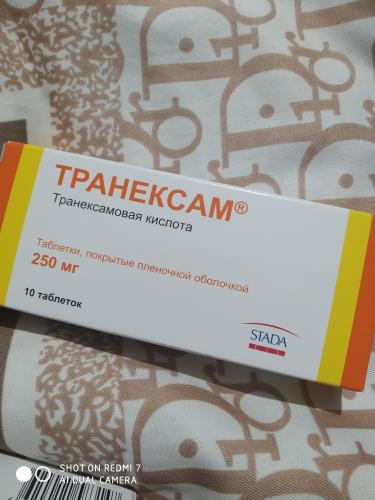 ТРАНЕКСАМ®
Транексамовая кислота
Таблетки, покрытые пленочной оболочкой
250 мг
10 таблеток
STADA
CIS
SHOT ON REDMI 7
AI DUAL CAMERA